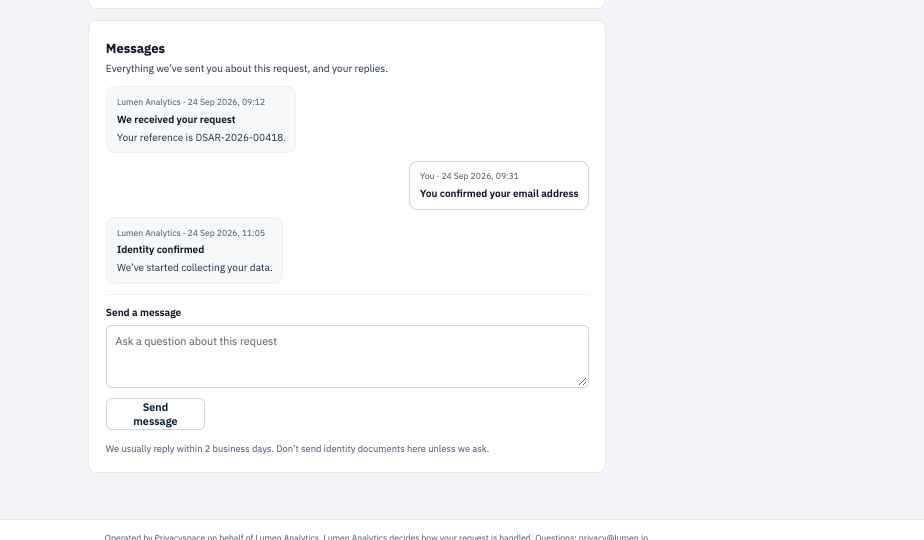 Messages
Everything we've sent you about this request, and your replies.
Lumen Analytics · 24 Sep 2026, 09:12
We received your request
Your reference is DSAR-2026-00418.
You · 24 Sep 2026, 09:31
You confirmed your email address
Lumen Analytics · 24 Sep 2026, 11:05
Identity confirmed
We've started collecting your data.
Send a message
Ask a question about this request
Send
message
We usually reply within 2 business days. Don't send identity documents here unless we ask.
Operated by Privacyspace on behalf of Lumen Analytics. Lumen Analytics decides how your request is handled. Questions: privacy@lumen.io